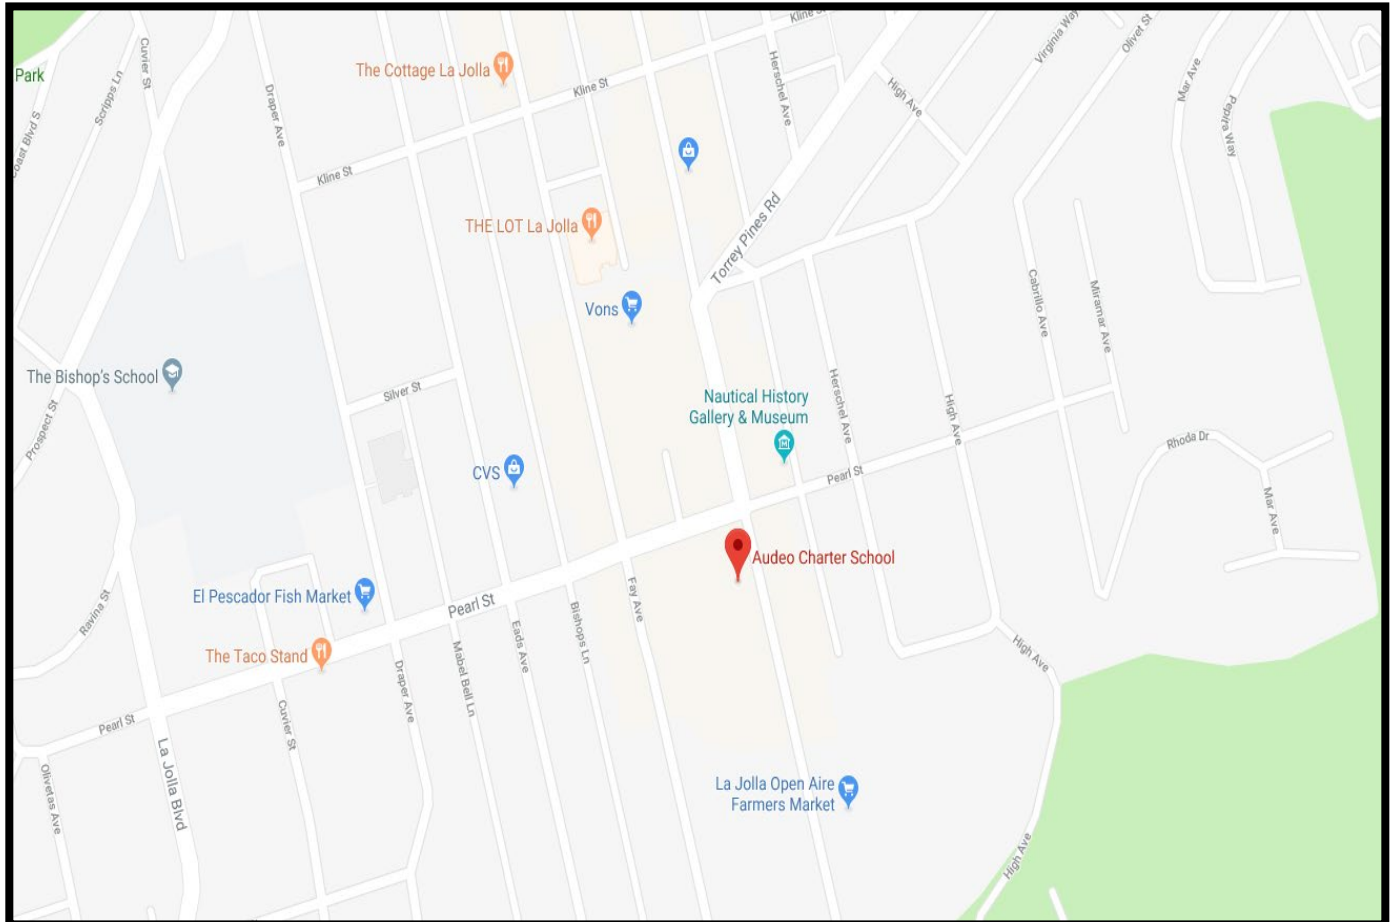 Kline St
Park
Cuvier St
Scripps Ln
Coast Blvd S
Draper Ave
The Cottage La Jolla
Kline St
Herschel Ave
High Ave
Virginia Way
Olivet St
Mar Ave
Pepita Way
Kline St
THE LOT La Jolla
Torrey Pines Rd
Vons
Cabrillo Ave
Miramar Ave
The Bishop's School
Silver St
Prospect St
Nautical History
Gallery & Museum
Herschel Ave
High Ave
Rhoda Dr
CVS
Pearl St
Mar Ave
Audeo Charter School
El Pescador Fish Market
Pearl St
Fay Ave
Bishops Ln
Eads Ave
Mabel Bell Ln
Draper Ave
Ravina St
The Taco Stand
High Ave
Pearl St
Cuvier St
La Jolla Blvd
Olivetas Ave
La Jolla Open Aire
Farmers Market
High Ave